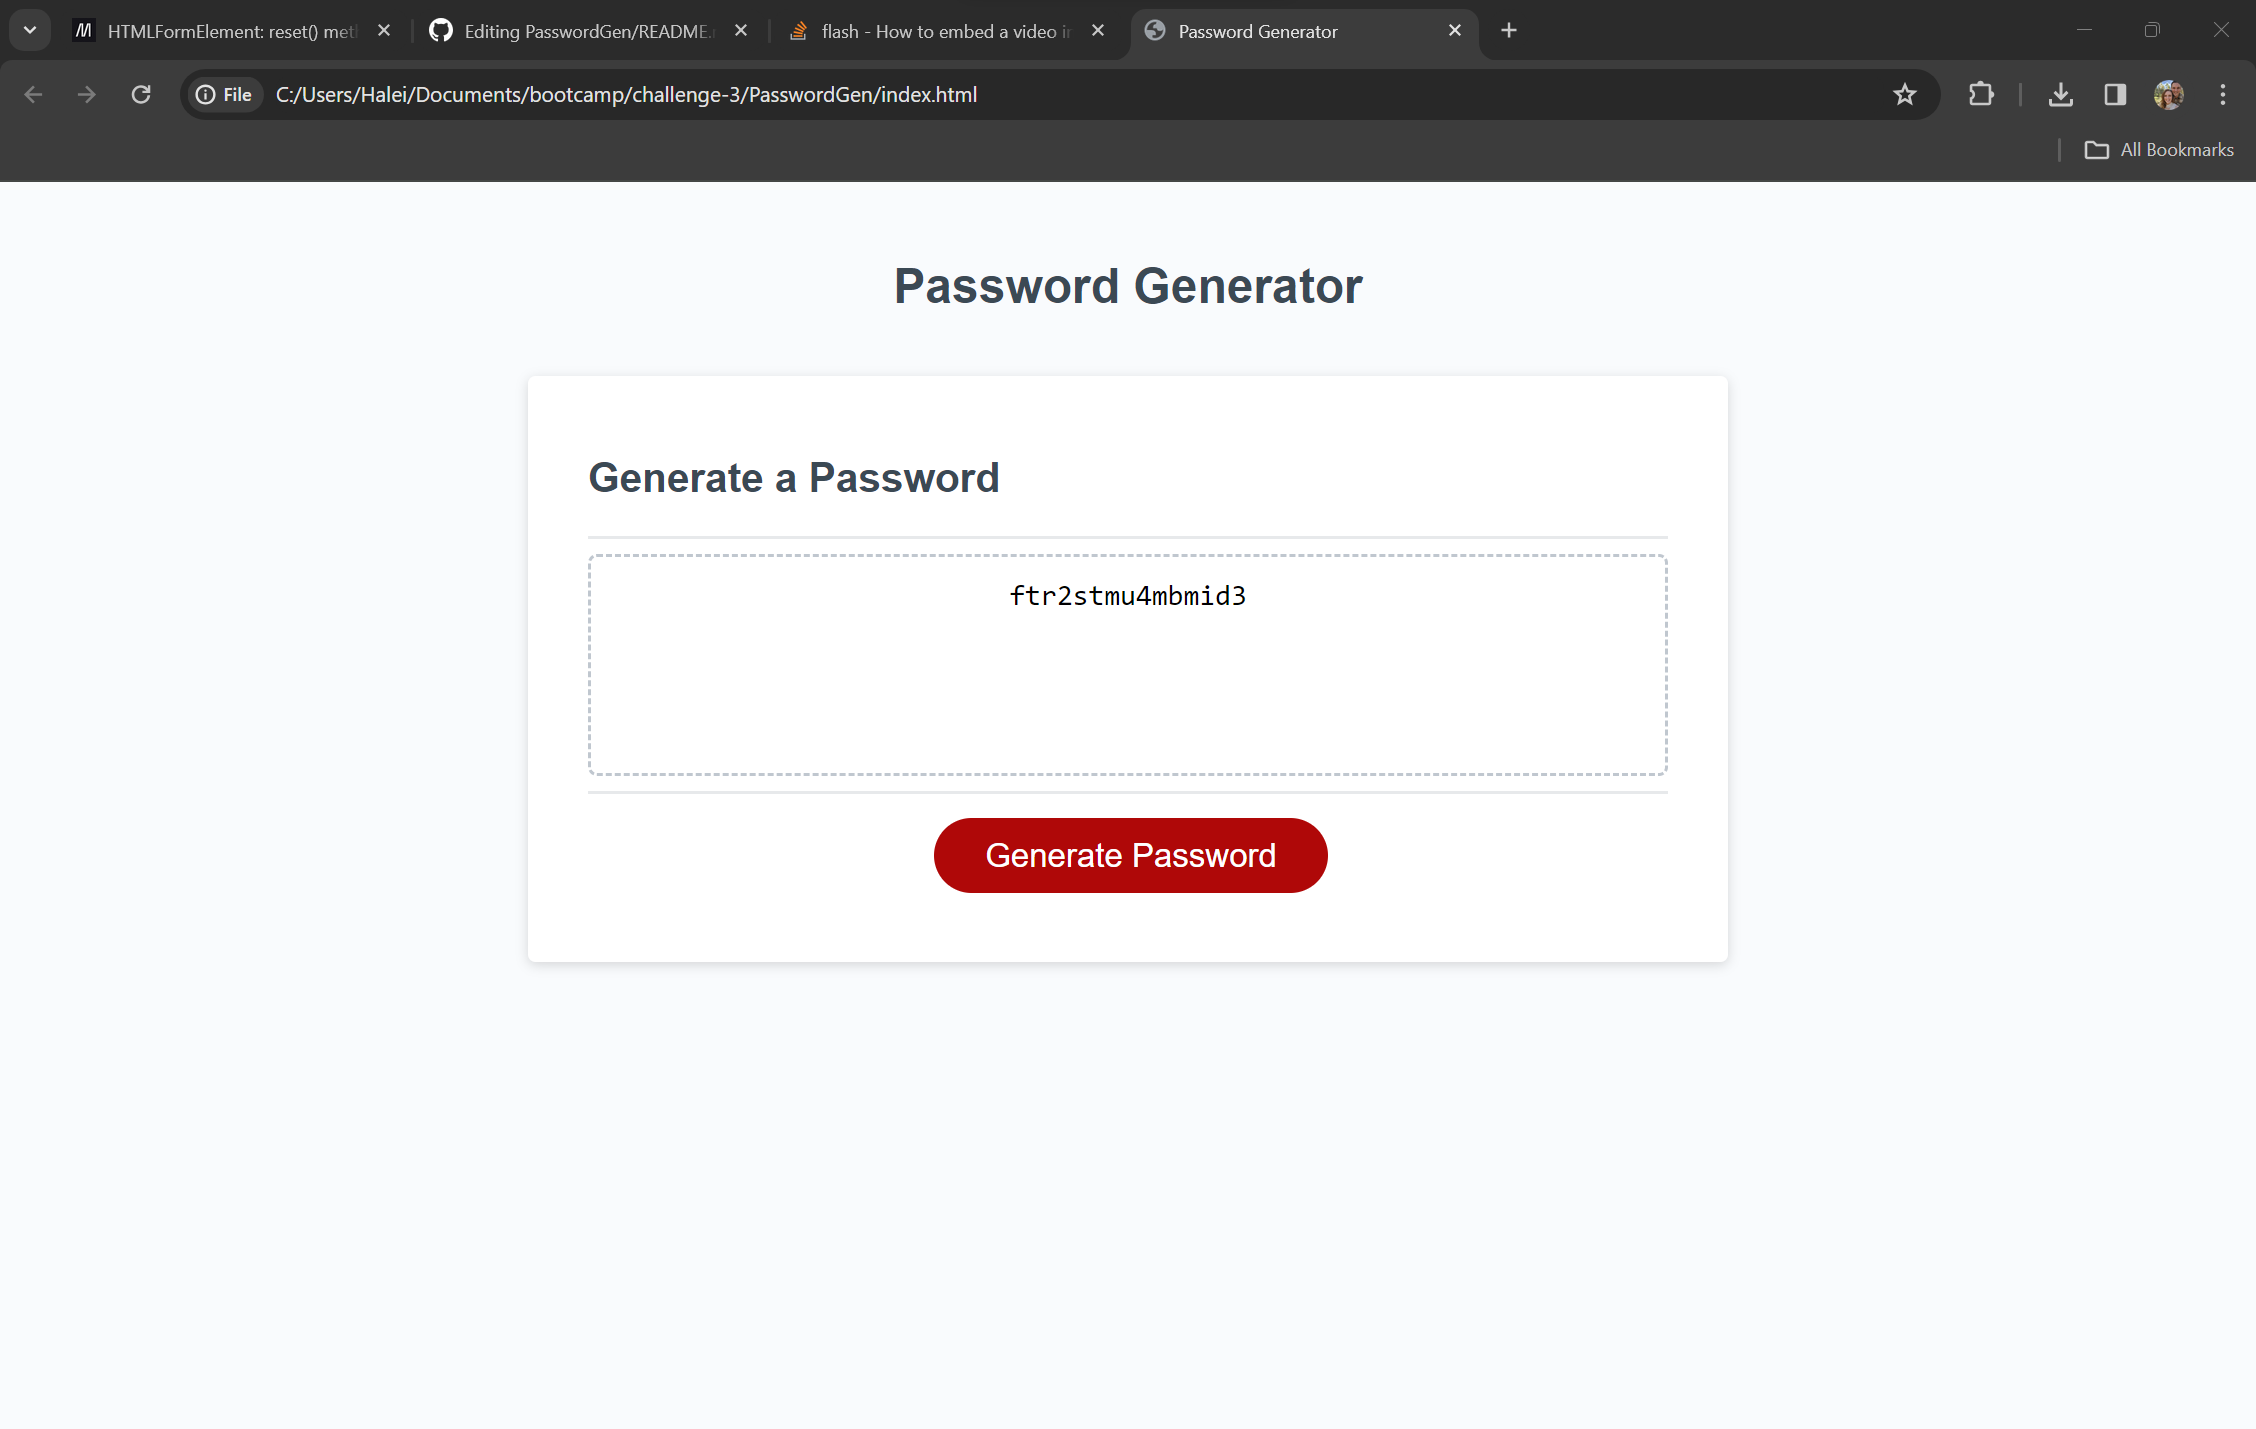 HTMLFormElement: reset() met
Editing PasswordGen/README.
flash - How to embed a video i
Password Generator
File
C:/Users/Halei/Documents/bootcamp/challenge-3/PasswordGen/index.html
All Bookmarks
Password Generator
Generate a Password
ftr2stmu4mbmid3
Generate Password